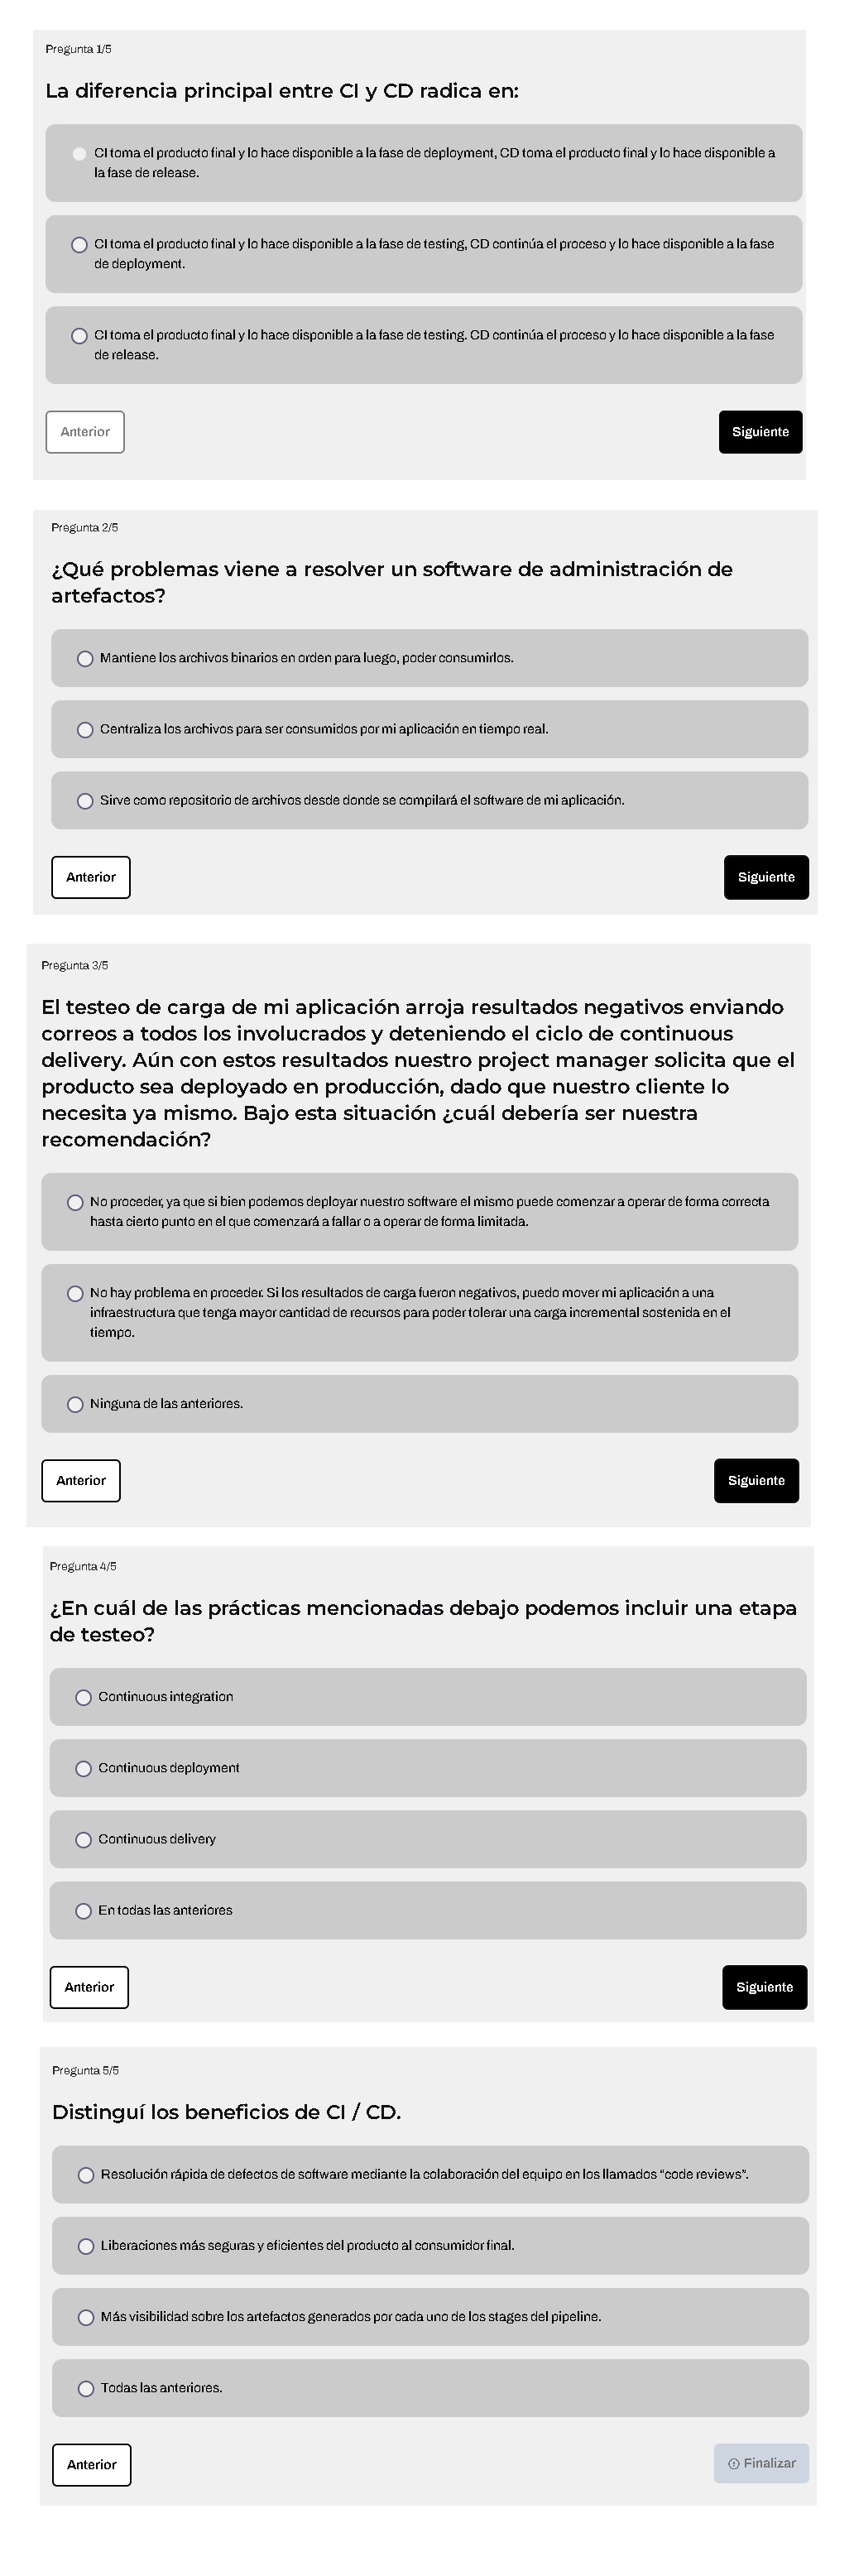 Pregunta 1/5
La diferencia principal entre CI y CD radica en:
CI toma el producto final y lo hace disponible a la fase de deployment, CD toma el producto final y lo hace disponible a
la fase de release.
CI toma el producto final y lo hace disponible a la fase de testing, CD continúa el proceso y lo hace disponible a la fase
de deployment.
CI toma el producto final y lo hace disponible a la fase de testing. CD continúa el proceso y lo hace disponible a la fase
de release.
Anterior
Siguiente
Pregunta 2/5
¿Qué problemas viene a resolver un software de administración de
artefactos?
Mantiene los archivos binarios en orden para luego, poder consumirlos.
Centraliza los archivos para ser consumidos por mi aplicación en tiempo real.
Sirve como repositorio de archivos desde donde se compilará el software de mi aplicación.
Anterior
Siguiente
Pregunta 3/5
El testeo de carga de mi aplicación arroja resultados negativos enviando
correos a todos los involucrados y deteniendo el ciclo de continuous
delivery. Aún con estos resultados nuestro project manager solicita que el
producto sea deployado en producción, dado que nuestro cliente lo
necesita ya mismo. Bajo esta situación ¿cuál debería ser nuestra
recomendación?
No proceder, ya que si bien podemos deployar nuestro software el mismo puede comenzar a operar de forma correcta
hasta cierto punto en el que comenzará a fallar o a operar de forma limitada.
No hay problema en proceder. Si los resultados de carga fueron negativos, puedo mover mi aplicación a una
infraestructura que tenga mayor cantidad de recursos para poder tolerar una carga incremental sostenida en el
tiempo.
Ninguna de las anteriores.
Anterior
Siguiente
Pregunta 4/5
¿En cuál de las prácticas mencionadas debajo podemos incluir una etapa
de testeo?
Continuous integration
Continuous deployment
Continuous delivery
En todas las anteriores
Anterior
Siguiente
Pregunta 5/5
Distinguí los beneficios de CI / CD.
Resolución rápida de defectos de software mediante la colaboración del equipo en los llamados “code reviews”.
Liberaciones más seguras y eficientes del producto al consumidor final.
Más visibilidad sobre los artefactos generados por cada uno de los stages del pipeline.
Todas las anteriores.
Anterior
Finalizar